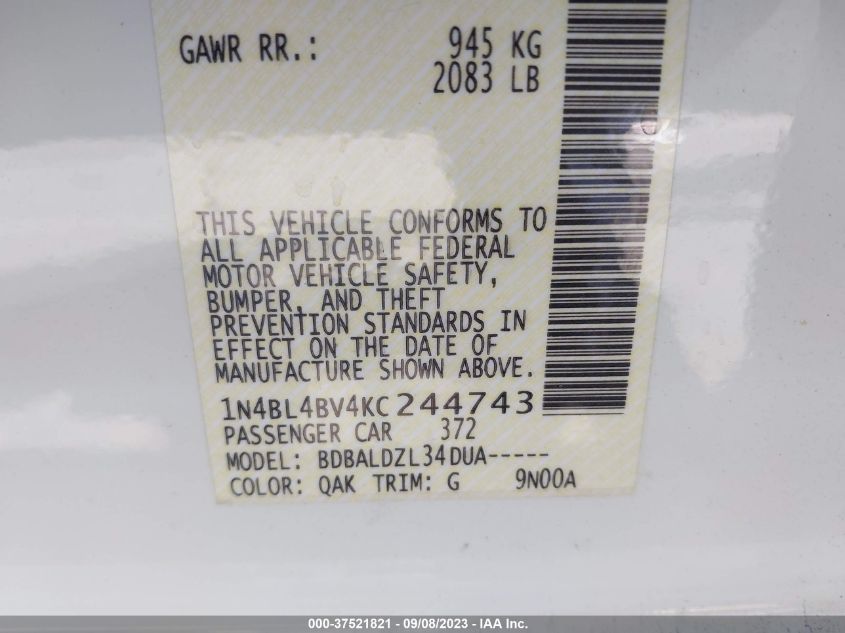 GAWR RR.: 945 KG
2083 LB
THIS VEHICLE CONFORMS TO
ALL APPLICABLE FEDERAL
MOTOR VEHICLE SAFETY,
BUMPER, AND THEFT
PREVENTION STANDARDS IN
EFFECT ON THE DATE OF
MANUFACTURE SHOWN ABOVE.
1N4BL4BV4KC244743
PASSENGER CAR 372
MODEL: BDBALDZL34DUA-----
COLOR: QAK TRIM: G 9N00A
000-37521821 - 09/08/2023 - IAA Inc.